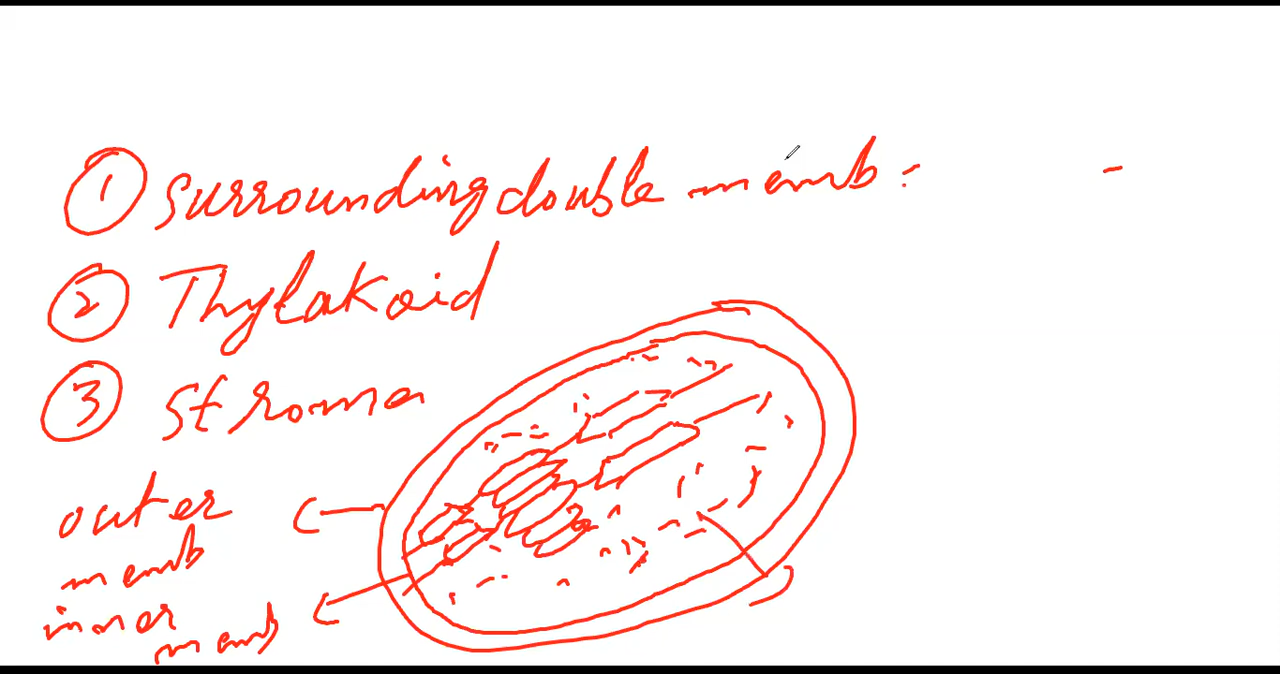 ① Surrounding double memb :
② Thylakoid
③ Stroma
outer
memb
inner
memb